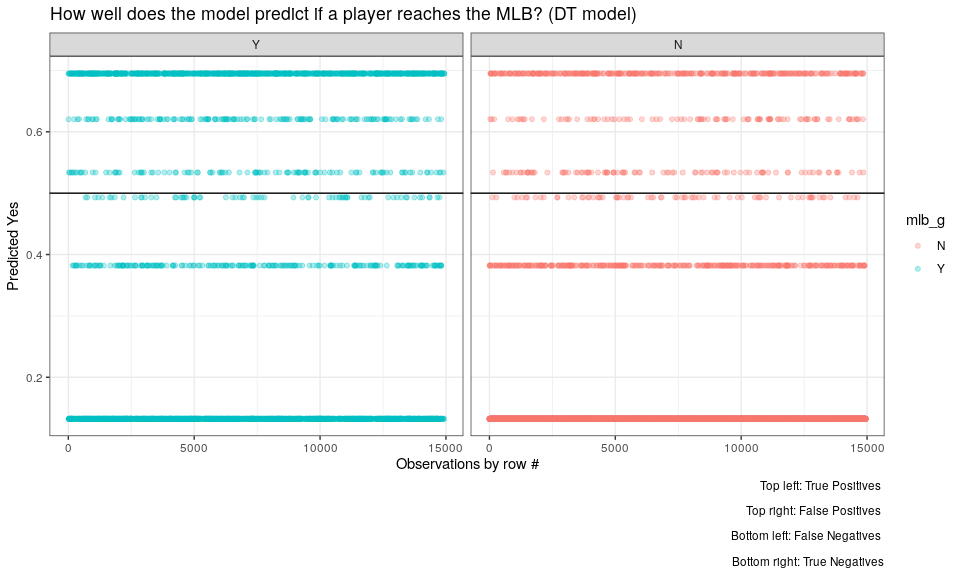 How well does the model predict if a player reaches the MLB? (DT model)
Y
N
Predicted Yes
0.6
0.4
0.2
0
5000
10000
15000
0
5000
10000
15000
Observations by row #
mlb_g
N
Y
Top left: True Positives
Top right: False Positives
Bottom left: False Negatives
Bottom right: True Negatives